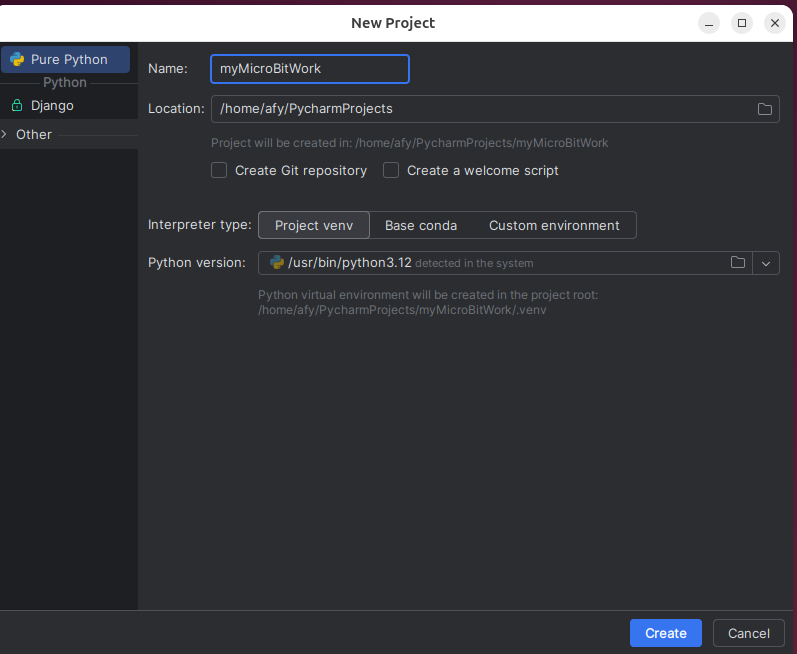 New Project
Pure Python
Python
Django
Other
Name: myMicroBitWork
Location: /home/afy/PycharmProjects
Project will be created in: /home/afy/PycharmProjects/myMicroBitWork
Create Git repository Create a welcome script
Interpreter type: Project venv Base conda Custom environment
Python version: /usr/bin/python3.12 detected in the system
Python virtual environment will be created in the project root:
/home/afy/PycharmProjects/myMicroBitWork/.venv
Create Cancel